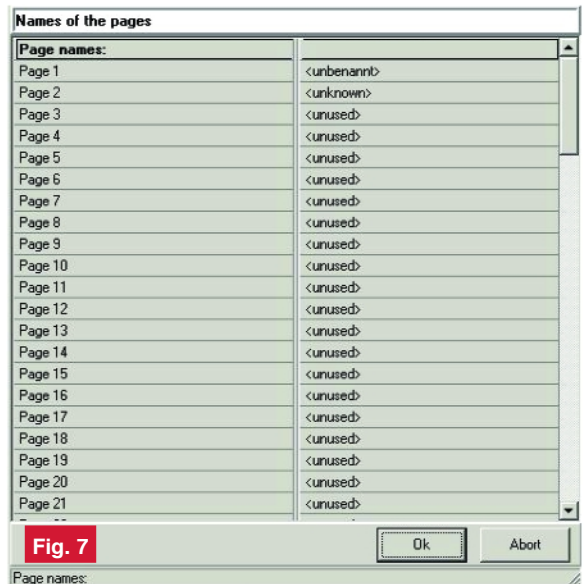 Names of the pages
Page names:
Page 1 <unbenannt>
Page 2 <unknown>
Page 3 <unused>
Page 4 <unused>
Page 5 <unused>
Page 6 <unused>
Page 7 <unused>
Page 8 <unused>
Page 9 <unused>
Page 10 <unused>
Page 11 <unused>
Page 12 <unused>
Page 13 <unused>
Page 14 <unused>
Page 15 <unused>
Page 16 <unused>
Page 17 <unused>
Page 18 <unused>
Page 19 <unused>
Page 20 <unused>
Page 21 <unused>
Fig. 7 Ok Abort
Page names: